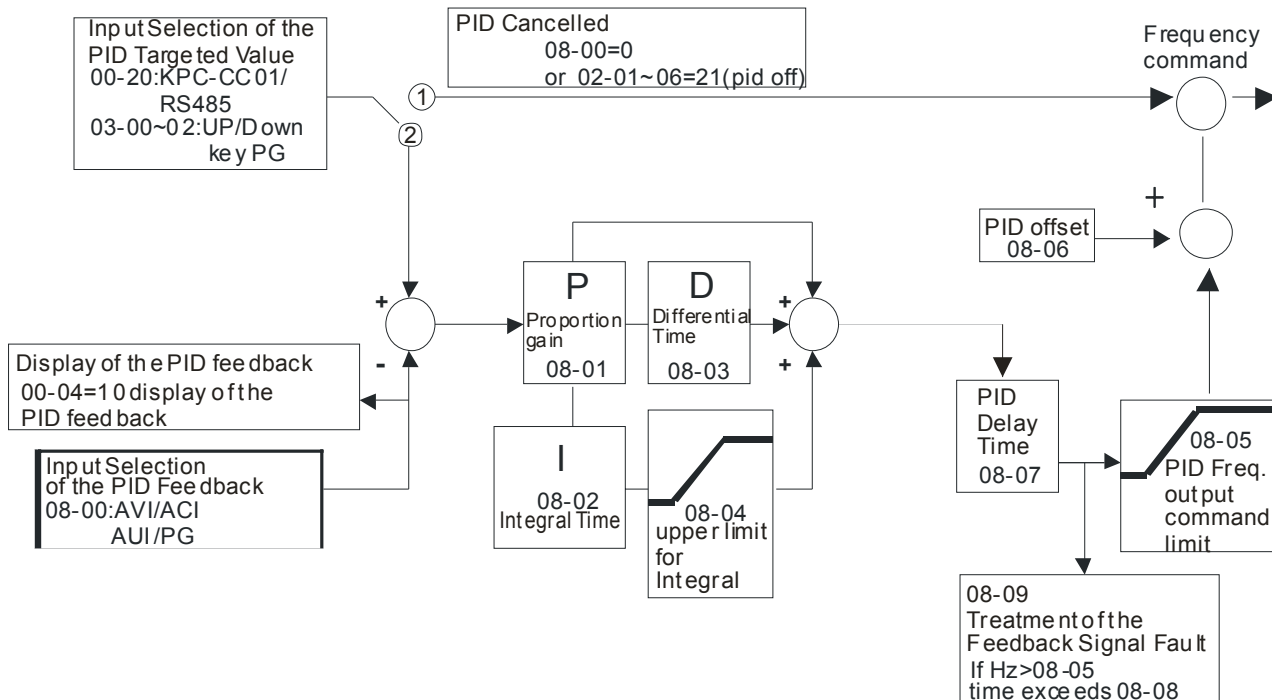 Input Selection of the
PID Targeted Value
00-20:KPC-CC01/
RS485
03-00~02:UP/Down
key PG
PID Cancelled
08-00=0
or 02-01~06=21(pid off)
Frequency
command
1
2
+
PID offset
08-06
P
Proportion
gain
08-01
D
Differential
Time
08-03
+
-
+
+
Display of the PID feedback
00-04=10 display of the
PID feedback
Input Selection
of the PID Feedback
08-00:AVI/ACI
AUI/PG
I
08-02
Integral Time
08-04
upper limit
for
Integral
PID
Delay
Time
08-07
08-05
PID Freq.
output
command
limit
08-09
Treatment of the
Feedback Signal Fault
If Hz>08-05
time exceeds 08-08